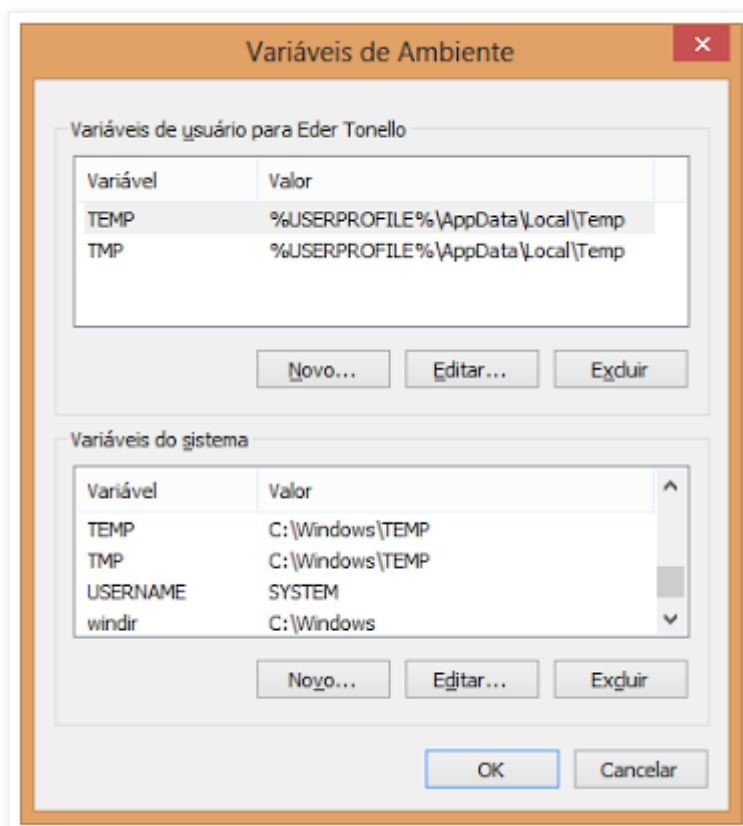 Variáveis de Ambiente
Variáveis de usuário para Eder Tonello
Variável Valor
TEMP %USERPROFILE%\AppData\Local\Temp
TMP %USERPROFILE%\AppData\Local\Temp
Novo... Editar... Excluir
Variáveis do sistema
Variável Valor
TEMP C:\Windows\TEMP
TMP C:\Windows\TEMP
USERNAME SYSTEM
windir C:\Windows
Novo... Editar... Excluir
OK Cancelar